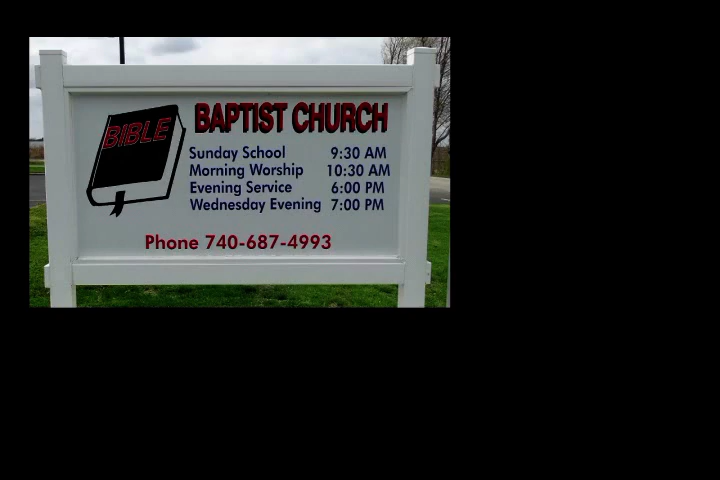 BIBLE BAPTIST CHURCH
Sunday School 9:30 AM
Morning Worship 10:30 AM
Evening Service 6:00 PM
Wednesday Evening 7:00 PM
Phone 740-687-4993